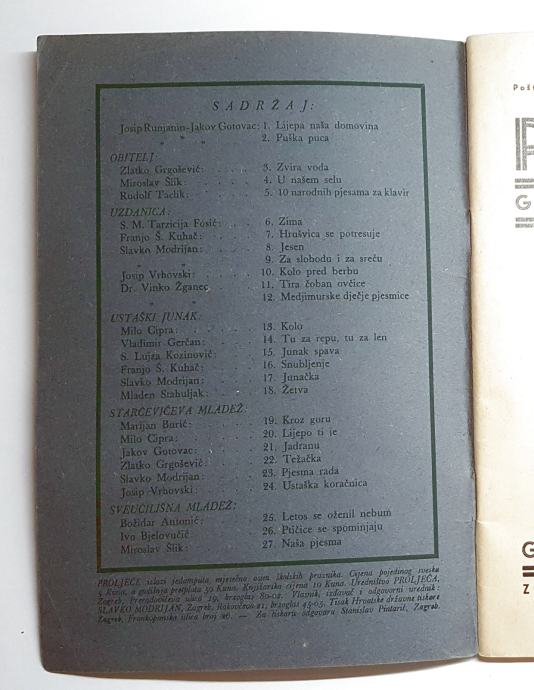 SADRŽAJ:
Josip Runjanin-Jakov Gotovac: 1. Lijepa naša domovina
" " " 2. Puška puca
OBITELJ:
Zlatko Grgošević: 3. Zvira voda
Miroslav Šlik: 4. U našem selu
Rudolf Taclik: 5. 10 narodnih pjesama za klavir
UZDANICA:
S. M. Tarzicija Fosić: 6. Zima
Franjo Š. Kuhač: 7. Hrušvica se potresuje
Slavko Modrijan: 8. Jesen
" " 9. Za slobodu i za sreću
Josip Vrhovski: 10. Kolo pred berbu
Dr. Vinko Žganec 11. Tira čoban ovčice
" " 12. Medjimurske dječje pjesmice
USTAŠKI JUNAK:
Milo Cipra: 13. Kolo
Vladimir Gerčan: 14. Tu za repu, tu za len
S. Lujza Kozinović: 15. Junak spava
Franjo Š. Kuhač: 16. Snubljenje
Slavko Modrijan: 17. Junačka
Mladen Stahuljak: 18. Žetva
STARČEVIĆEVA MLADEŽ:
Marijan Burić: 19. Kroz goru
Milo Cipra: 20. Lijepo ti je
Jakov Gotovac: 21. Jadranu
Zlatko Grgošević: 22. Težačka
Slavko Modrijan: 23. Pjesma rada
Josip Vrhovski: 24. Ustaška koračnica
SVEUČILIŠNA MLADEŽ:
Božidar Antonić: 25. Letos se oženil nebum
Ivo Bjelovučić 26. Ptičice se spominjaju
Miroslav Šlik: 27. Naša pjesma
PROLJEĆE izlazi jedamputa mjesečno osim školskih praznika. Cijena pojedinog sveska
5 Kuna, a godišnja pretplata 50 Kuna. Knjižarska cijena 10 Kuna. Uredništvo PROLJEĆA,
Zagreb, Preradovićeva ulica 19, brzoglas 80-02. Vlasnik, izdavač i odgovorni urednik:
SLAVKO MODRIJAN, Zagreb, Rakovčeva 21, brzoglas 45-03. Tisak Hrvatske državne tiskare
Zagreb, Frankopanska ulica broj 26. — Za tiskaru odgovara Stanislav Pintarić, Zagreb.
Pošt
P
G
G
Z